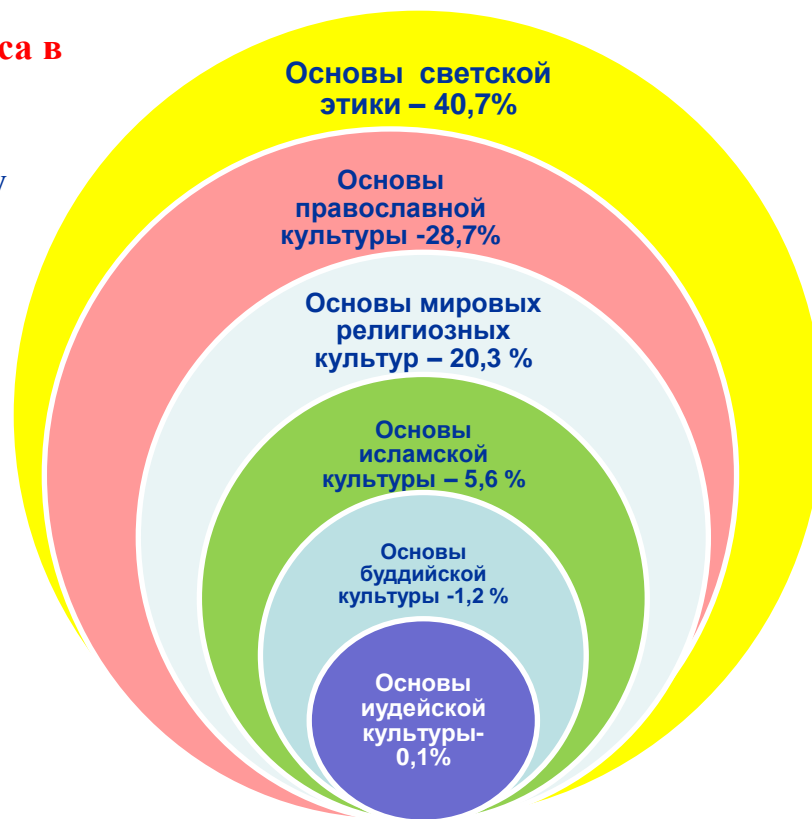 са в
у
Основы светской
этики – 40,7%
Основы
православной
культуры -28,7%
Основы мировых
религиозных
культур – 20,3 %
Основы
исламской
культуры – 5,6 %
Основы
буддийской
культуры -1,2 %
Основы
иудейской
культуры-
0,1%